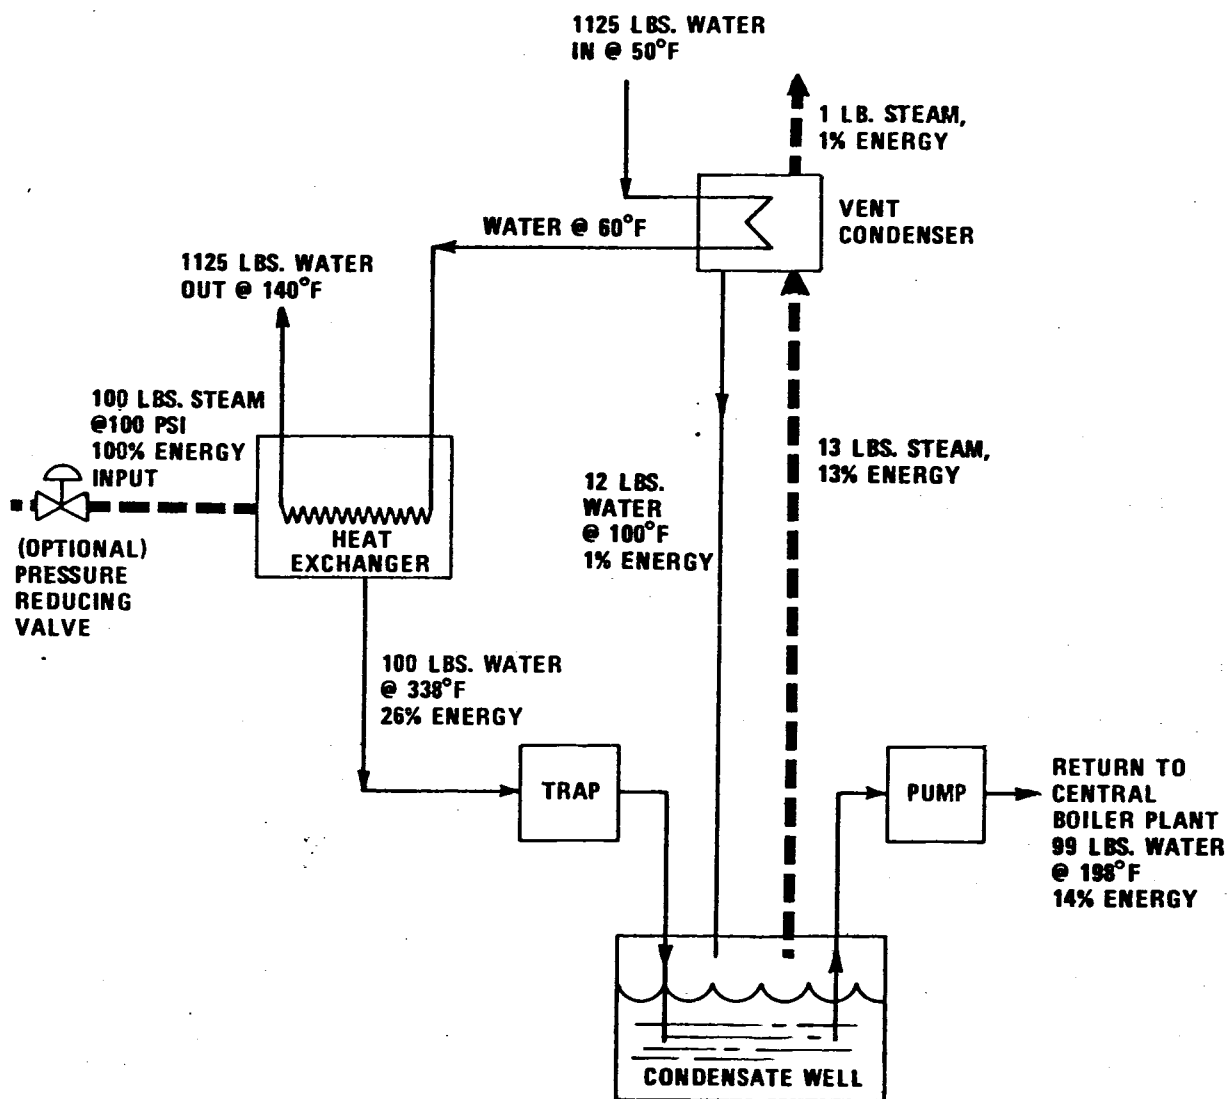 1125 LBS. WATER
IN @ 50°F
1 LB. STEAM,
1% ENERGY
VENT
CONDENSER
WATER @ 60°F
1125 LBS. WATER
OUT @ 140°F
100 LBS. STEAM
@100 PSI
100% ENERGY
INPUT
(OPTIONAL)
PRESSURE
REDUCING
VALVE
HEAT
EXCHANGER
12 LBS.
WATER
@ 100°F
1% ENERGY
13 LBS. STEAM,
13% ENERGY
100 LBS. WATER
@ 338°F
26% ENERGY
TRAP
PUMP
RETURN TO
CENTRAL
BOILER PLANT
99 LBS. WATER
@ 198°F
14% ENERGY
CONDENSATE WELL